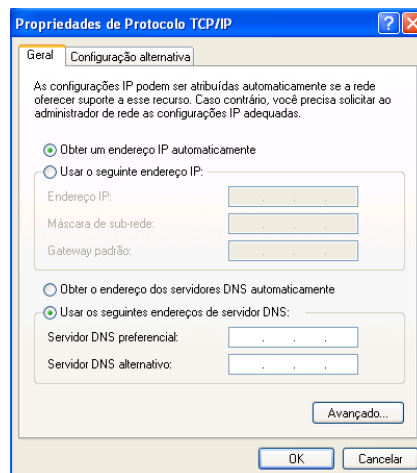 Propriedades de Protocolo TCP/IP
Geral
Configuração alternativa
As configurações IP podem ser atribuídas automaticamente se a rede
oferecer suporte a esse recurso. Caso contrário, você precisa solicitar ao
administrador de rede as configurações IP adequadas.
Obter um endereço IP automaticamente
Usar o seguinte endereço IP:
Endereço IP:
Máscara de sub-rede:
Gateway padrão:
Obter o endereço dos servidores DNS automaticamente
Usar os seguintes endereços de servidor DNS:
Servidor DNS preferencial:
Servidor DNS alternativo:
Avançado...
OK
Cancelar